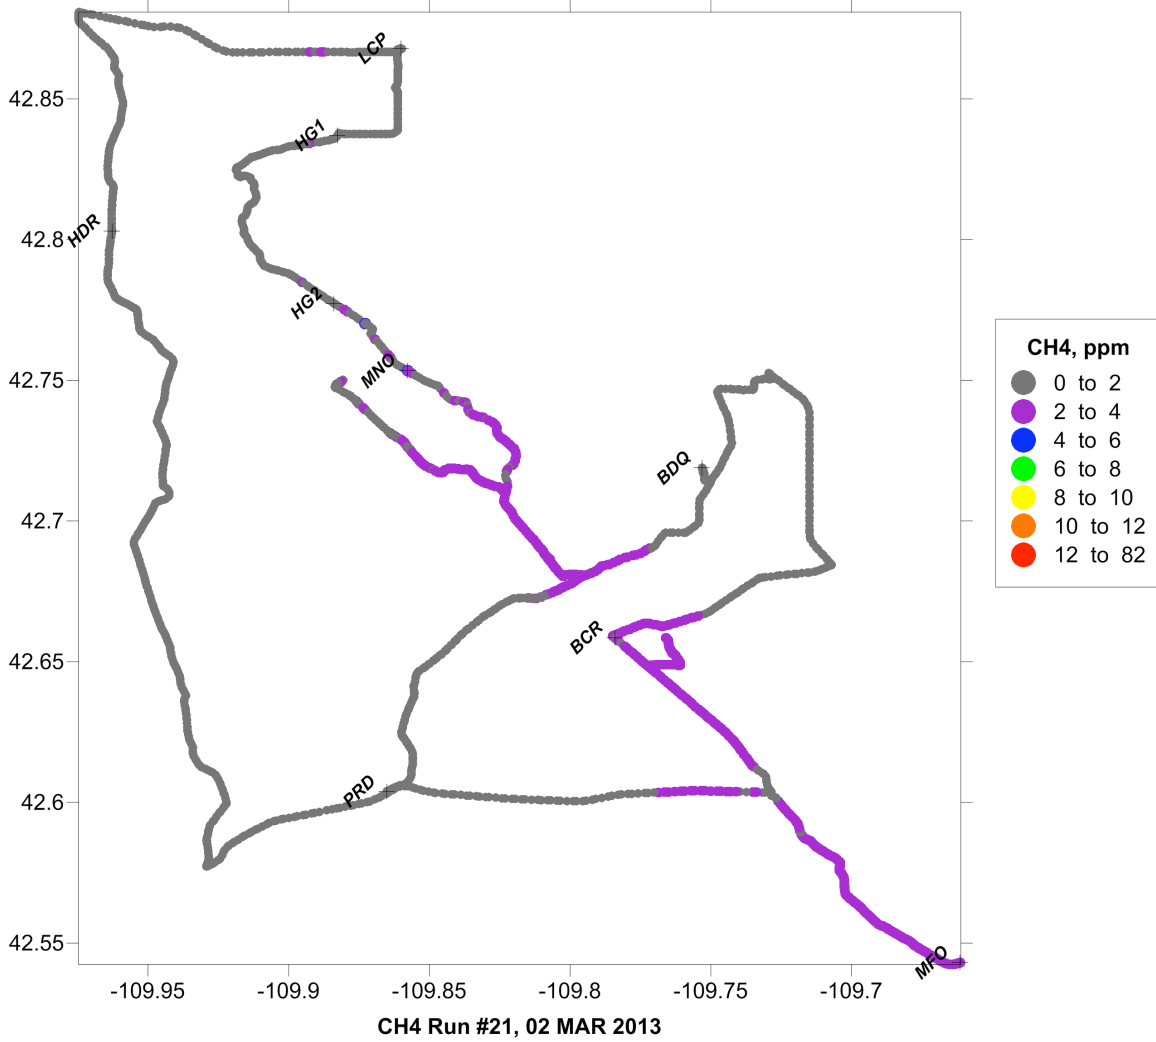 LCP
42.85
HG1
HDR
42.8
HG2
MNO
42.75
BDQ
42.7
BCR
42.65
PRD
42.6
MFO
42.55
-109.95 -109.9 -109.85 -109.8 -109.75 -109.7
CH4 Run #21, 02 MAR 2013
CH4, ppm
0 to 2
2 to 4
4 to 6
6 to 8
8 to 10
10 to 12
12 to 82